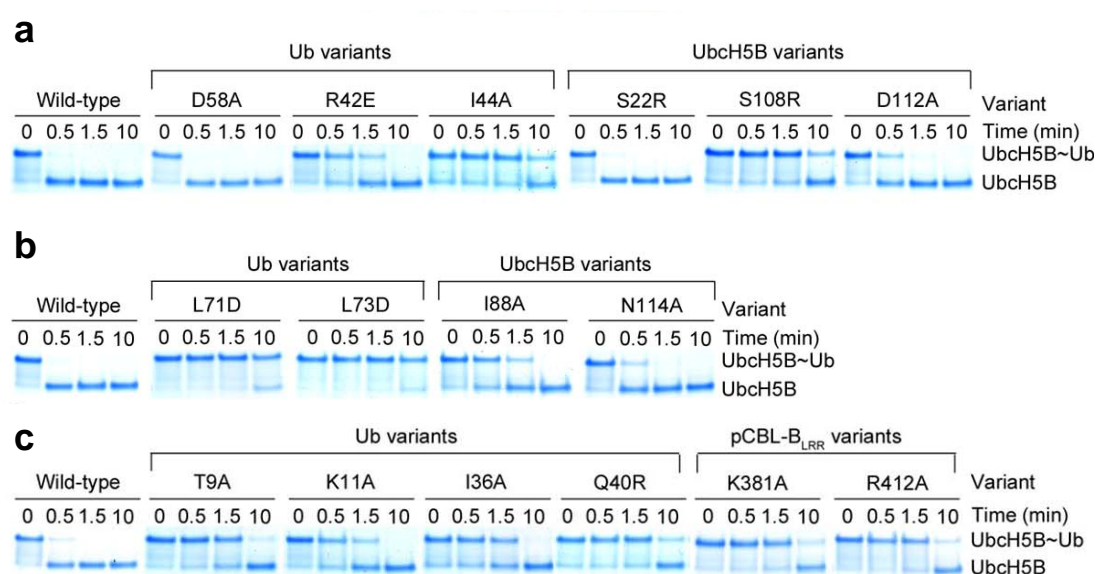 a
Ub variants UbcH5B variants
Wild-type D58A R42E I44A S22R S108R D112A Variant
0 0.5 1.5 10 0 0.5 1.5 10 0 0.5 1.5 10 0 0.5 1.5 10 0 0.5 1.5 10 0 0.5 1.5 10 0 0.5 1.5 10 Time (min)
UbcH5B~Ub
UbcH5B
b
Ub variants UbcH5B variants
Wild-type L71D L73D I88A N114A Variant
0 0.5 1.5 10 0 0.5 1.5 10 0 0.5 1.5 10 0 0.5 1.5 10 0 0.5 1.5 10 Time (min)
UbcH5B~Ub
UbcH5B
c
Ub variants pCBL-BLRR variants
Wild-type T9A K11A I36A Q40R K381A R412A Variant
0 0.5 1.5 10 0 0.5 1.5 10 0 0.5 1.5 10 0 0.5 1.5 10 0 0.5 1.5 10 0 0.5 1.5 10 0 0.5 1.5 10 Time (min)
UbcH5B~Ub
UbcH5B